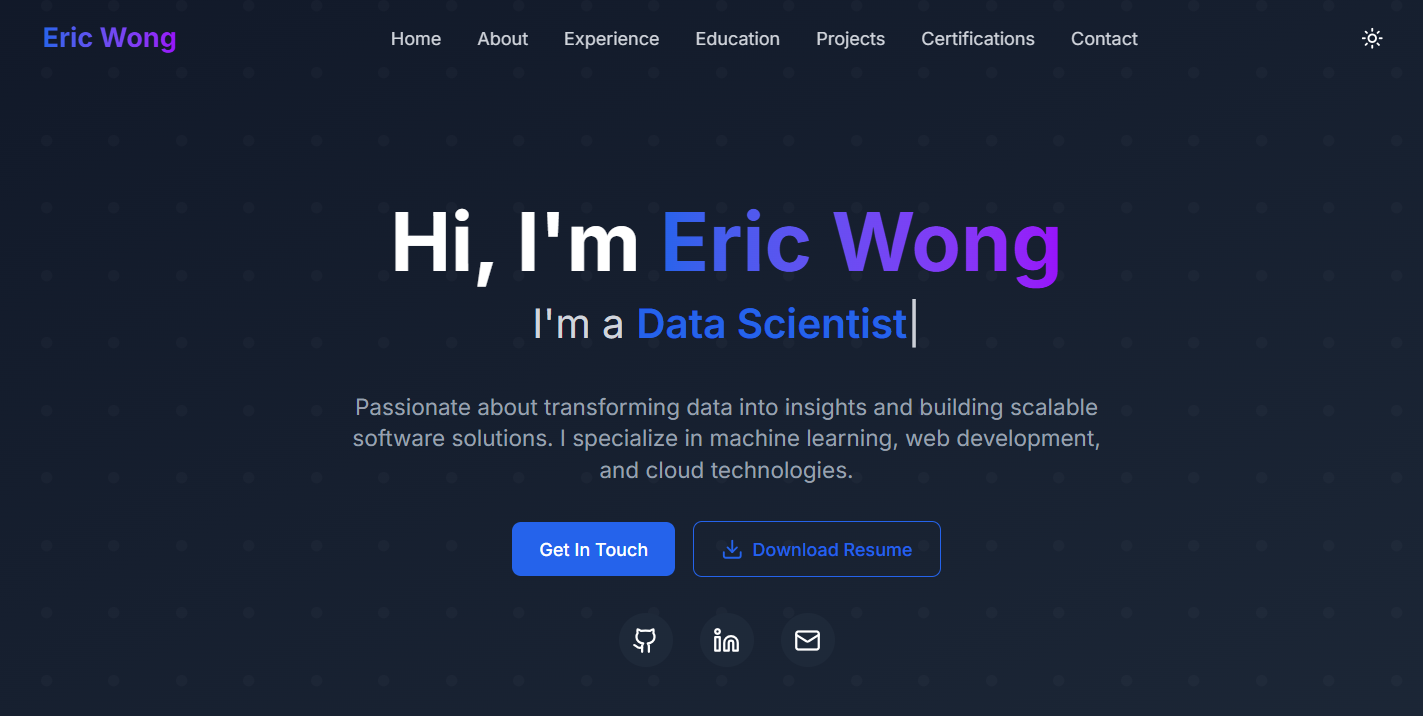 Eric Wong
Home About Experience Education Projects Certifications Contact
Hi, I'm Eric Wong
I'm a Data Scientist|
Passionate about transforming data into insights and building scalable
software solutions. I specialize in machine learning, web development,
and cloud technologies.
Get In Touch
Download Resume